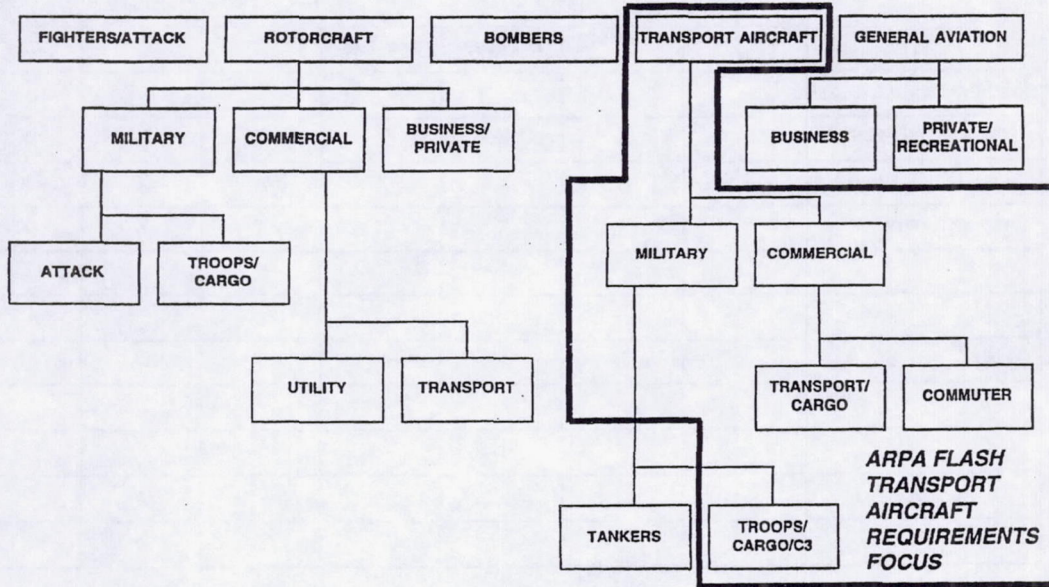 FIGHTERS/ATTACK
ROTORCRAFT
BOMBERS
TRANSPORT AIRCRAFT
GENERAL AVIATION
MILITARY
COMMERCIAL
BUSINESS/
PRIVATE
BUSINESS
PRIVATE/
RECREATIONAL
ATTACK
TROOPS/
CARGO
MILITARY
COMMERCIAL
UTILITY
TRANSPORT
TRANSPORT/
CARGO
COMMUTER
TANKERS
TROOPS/
CARGO/C3
ARPA FLASH
TRANSPORT
AIRCRAFT
REQUIREMENTS
FOCUS